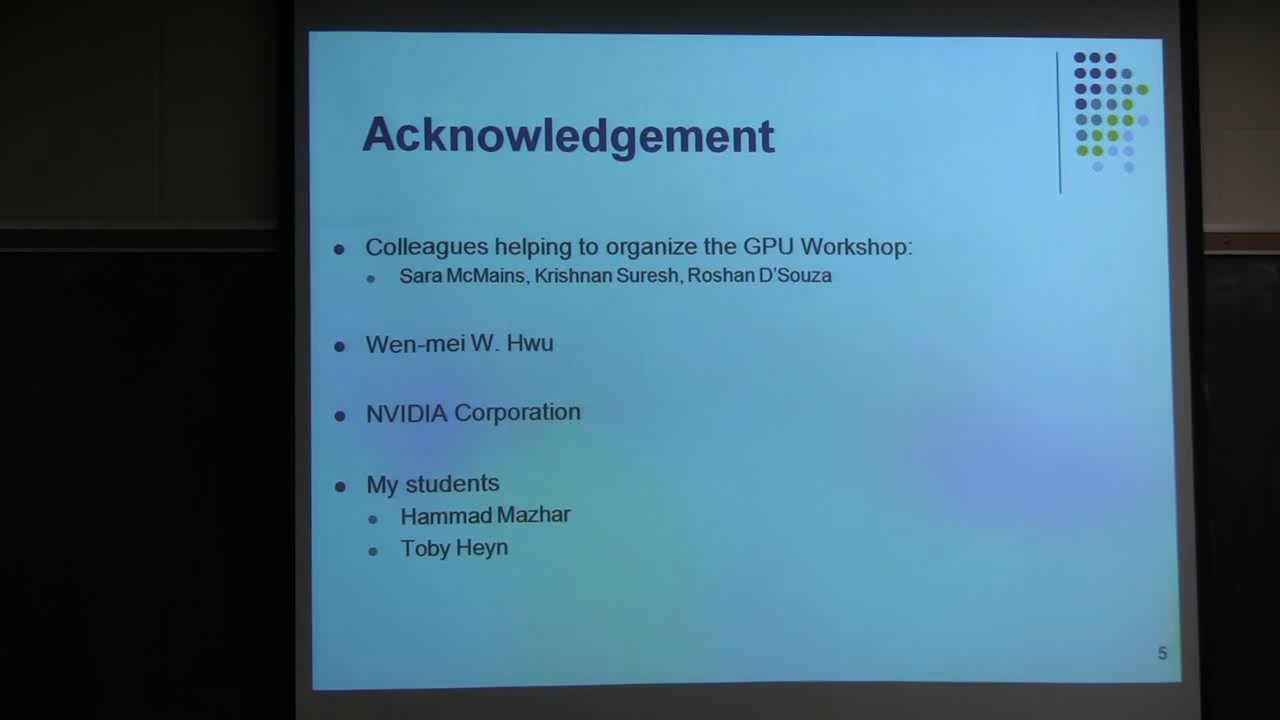 Acknowledgement
Colleagues helping to organize the GPU Workshop:
Sara McMains, Krishnan Suresh, Roshan D'Souza
Wen-mei W. Hwu
NVIDIA Corporation
My students
Hammad Mazhar
Toby Heyn
5